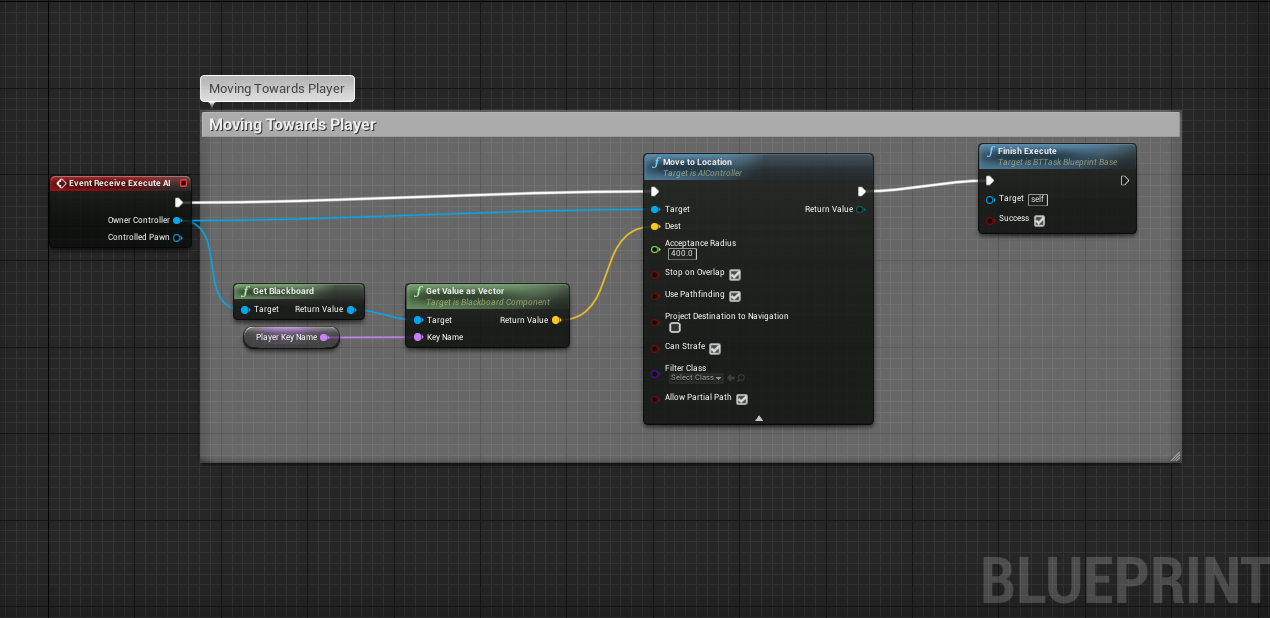 Moving Towards Player
Moving Towards Player
Event Receive Execute AI
Owner Controller
Controlled Pawn
Get Blackboard
Target
Return Value
Player Key Name
Get Value as Vector
Target is Blackboard Component
Target
Return Value
Key Name
Move to Location
Target is AIController
Target
Return Value
Dest
Acceptance Radius
400.0
Stop on Overlap
Use Pathfinding
Project Destination to Navigation
Can Strafe
Filter Class
Select Class
Allow Partial Path
Finish Execute
Target is BTTask Blueprint Base
Target self
Success
BLUEPRINT